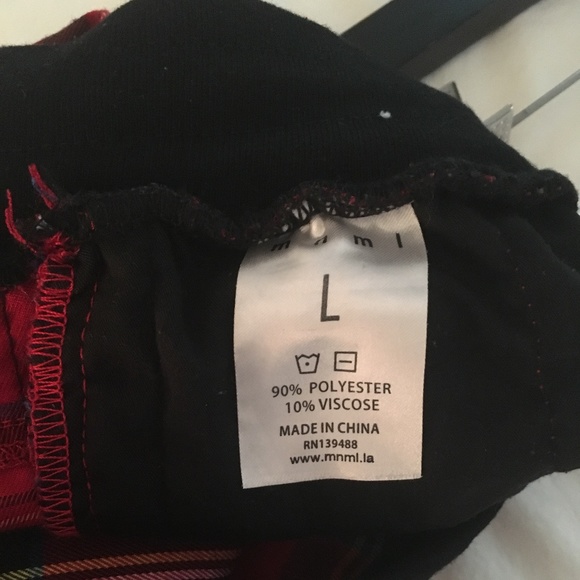 m n m l
L
90% POLYESTER
10% VISCOSE
MADE IN CHINA
RN139488
www.mnml.la